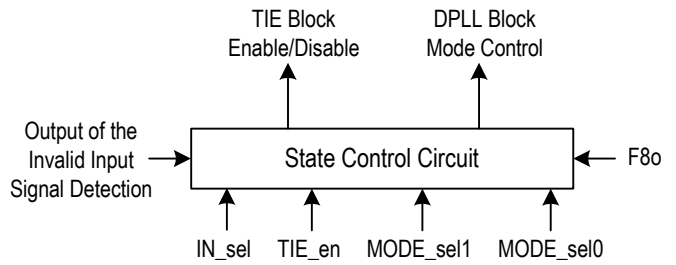 TIE Block
Enable/Disable
DPLL Block
Mode Control
Output of the
Invalid Input
Signal Detection
State Control Circuit
F8o
IN_sel
TIE_en
MODE_sel1
MODE_sel0